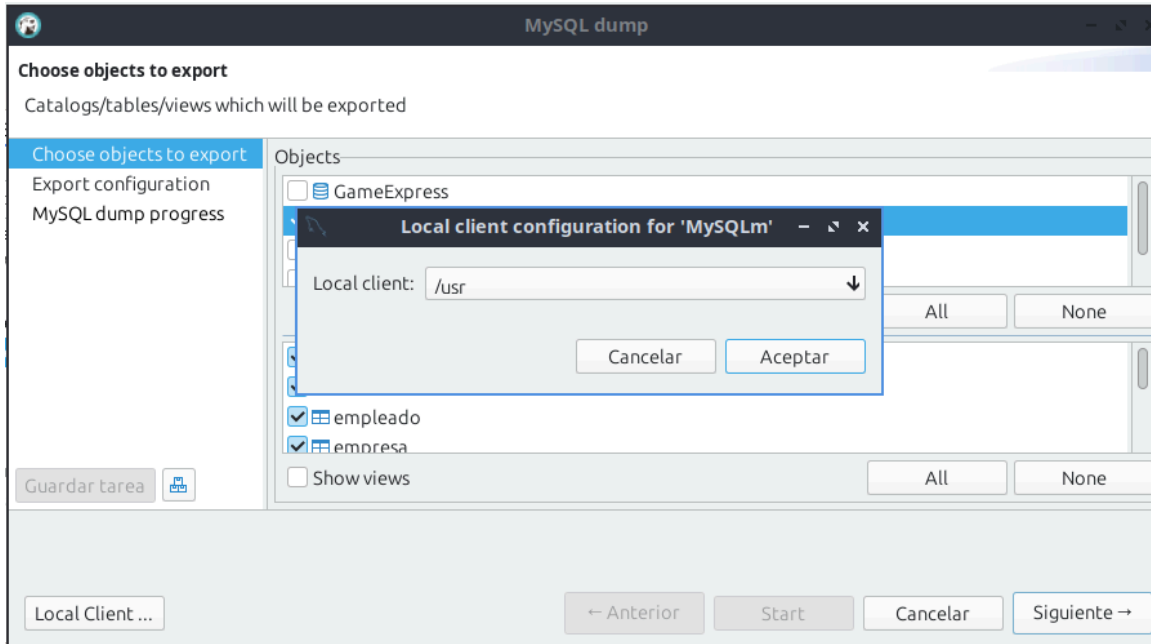 MySQL dump
Choose objects to export
Catalogs/tables/views which will be exported
Choose objects to export
Export configuration
MySQL dump progress
Objects
GameExpress
Local client configuration for 'MySQLm'
Local client:
/usr
Cancelar
Aceptar
All
None
empleado
empresa
Show views
All
None
Guardar tarea
Local Client ...
← Anterior
Start
Cancelar
Siguiente →